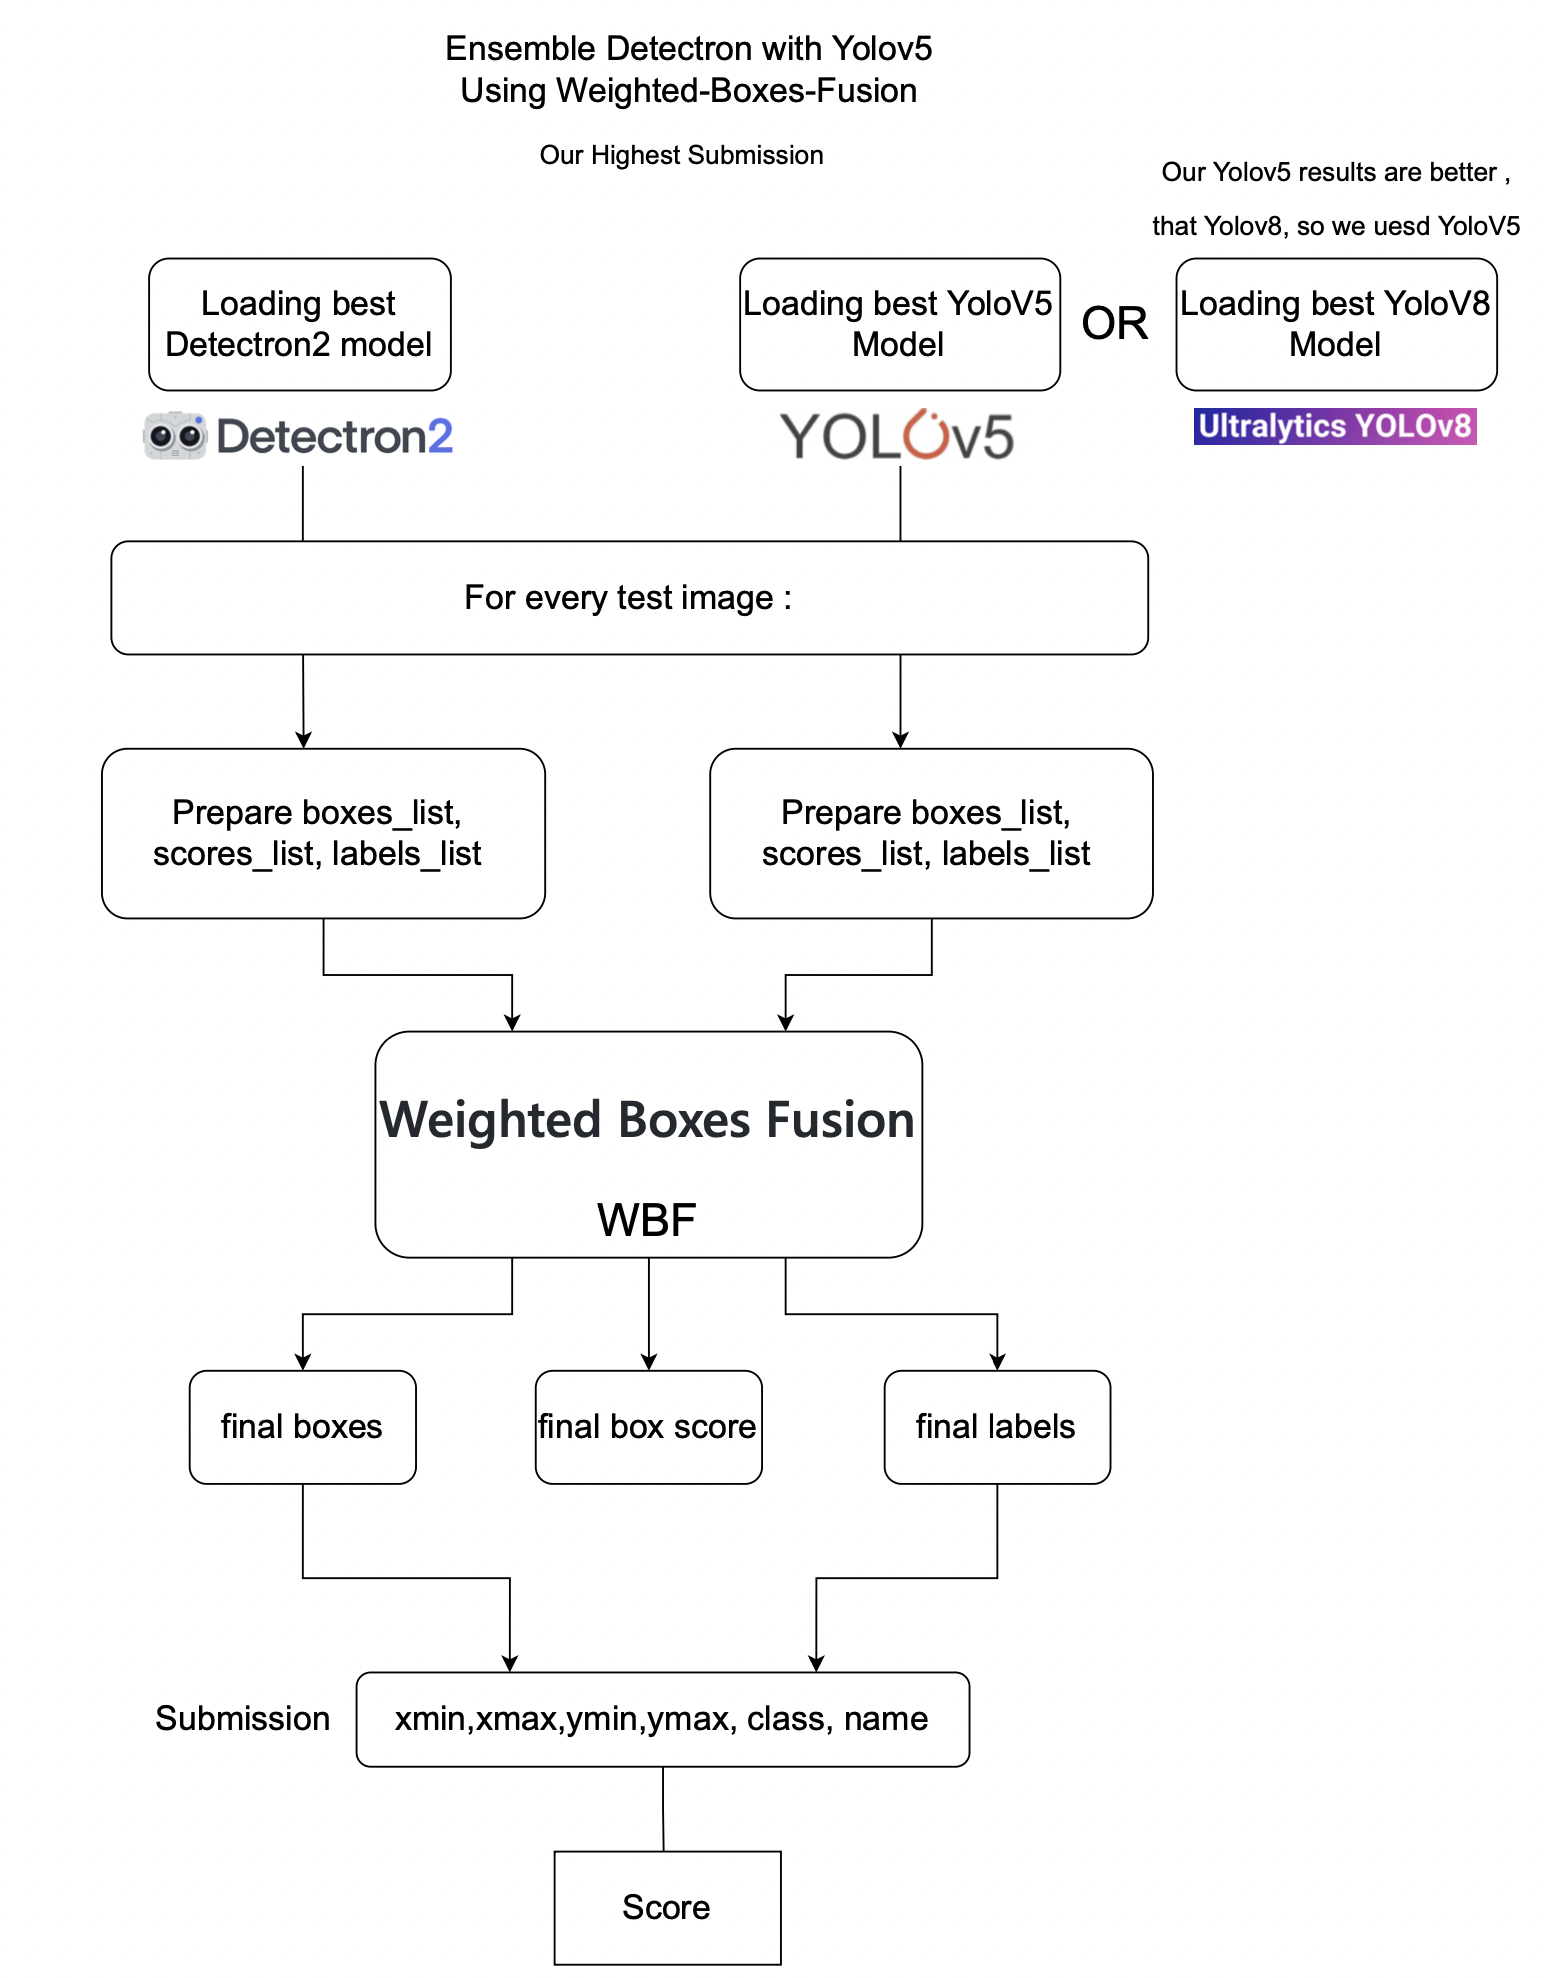 Ensemble Detectron with Yolov5
Using Weighted-Boxes-Fusion
Our Highest Submission
Our Yolov5 results are better ,
that Yolov8, so we uesd YoloV5
Loading best
Detectron2 model
Loading best YoloV5
Model
OR
Loading best YoloV8
Model
Detectron2
YOLOv5
Ultralytics YOLOv8
For every test image :
Prepare boxes_list,
scores_list, labels_list
Prepare boxes_list,
scores_list, labels_list
Weighted Boxes Fusion
WBF
final boxes
final box score
final labels
Submission
xmin,xmax,ymin,ymax, class, name
Score